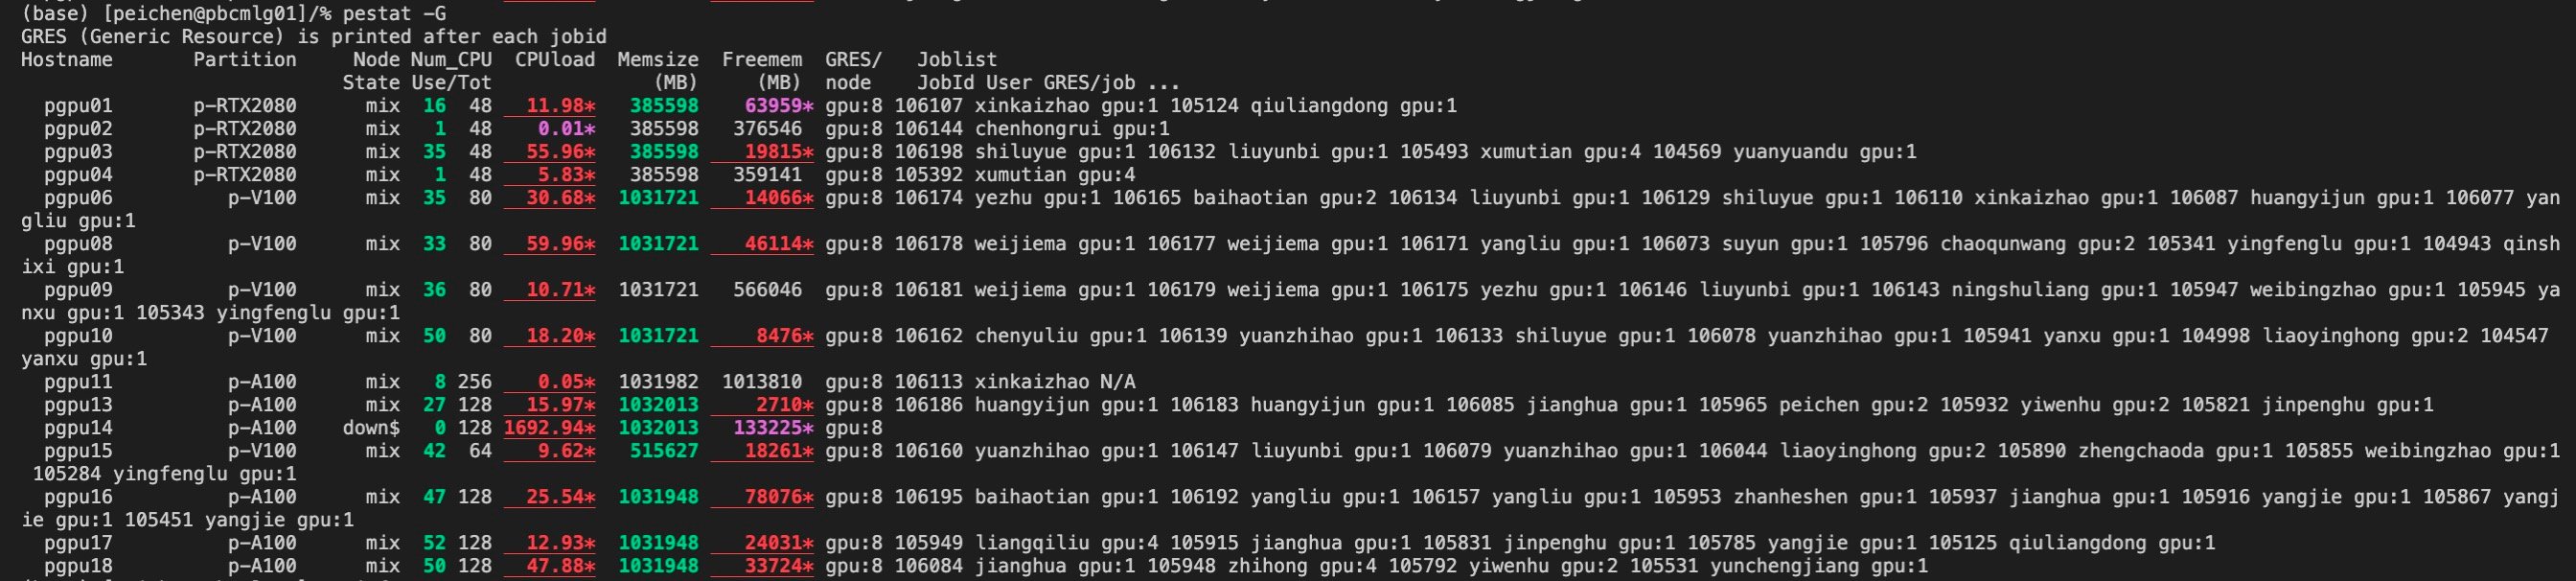 (base) [peichen@pbcmlg01]/% pestat -G
GRES (Generic Resource) is printed after each jobid
Hostname Partition Node Num_CPU CPUload Memsize Freemem GRES/ Joblist
State Use/Tot (MB) (MB) node JobId User GRES/job ...
pgpu01 p-RTX2080 mix 16 48 11.98* 385598 63959* gpu:8 106107 xinkaizhao gpu:1 105124 qiuliangdong gpu:1
pgpu02 p-RTX2080 mix 1 48 0.01* 385598 376546 gpu:8 106144 chenhongrui gpu:1
pgpu03 p-RTX2080 mix 35 48 55.96* 385598 19815* gpu:8 106198 shiluyue gpu:1 106132 liuyunbi gpu:1 105493 xumutian gpu:4 104569 yuanyuandu gpu:1
pgpu04 p-RTX2080 mix 1 48 5.83* 385598 359141 gpu:8 105392 xumutian gpu:4
pgpu06 p-V100 mix 35 80 30.68* 1031721 14066* gpu:8 106174 yezhu gpu:1 106165 baihaotian gpu:2 106134 liuyunbi gpu:1 106129 shiluyue gpu:1 106110 xinkaizhao gpu:1 106087 huangyijun gpu:1 106077 yan
gliu gpu:1
pgpu08 p-V100 mix 33 80 59.96* 1031721 46114* gpu:8 106178 weijiema gpu:1 106177 weijiema gpu:1 106171 yangliu gpu:1 106073 suyun gpu:1 105796 chaoqunwang gpu:2 105341 yingfenglu gpu:1 104943 qinsh
ixi gpu:1
pgpu09 p-V100 mix 36 80 10.71* 1031721 566046 gpu:8 106181 weijiema gpu:1 106179 weijiema gpu:1 106175 yezhu gpu:1 106146 liuyunbi gpu:1 106143 ningshuliang gpu:1 105947 weibingzhao gpu:1 105945 ya
nxu gpu:1 105343 yingfenglu gpu:1
pgpu10 p-V100 mix 50 80 18.20* 1031721 8476* gpu:8 106162 chenyuliu gpu:1 106139 yuanzhihao gpu:1 106133 shiluyue gpu:1 106078 yuanzhihao gpu:1 105941 yanxu gpu:1 104998 liaoyinghong gpu:2 104547
yanxu gpu:1
pgpu11 p-A100 mix 8 256 0.05* 1031982 1013810 gpu:8 106113 xinkaizhao N/A
pgpu13 p-A100 mix 27 128 15.97* 1032013 2710* gpu:8 106186 huangyijun gpu:1 106183 huangyijun gpu:1 106085 jianghua gpu:1 105965 peichen gpu:2 105932 yiwenhu gpu:2 105821 jinpenghu gpu:1
pgpu14 p-A100 down$ 0 128 1692.94* 1032013 133225* gpu:8
pgpu15 p-V100 mix 42 64 9.62* 515627 18261* gpu:8 106160 yuanzhihao gpu:1 106147 liuyunbi gpu:1 106079 yuanzhihao gpu:1 106044 liaoyinghong gpu:2 105890 zhengchaoda gpu:1 105855 weibingzhao gpu:1
105284 yingfenglu gpu:1
pgpu16 p-A100 mix 47 128 25.54* 1031948 78076* gpu:8 106195 baihaotian gpu:1 106192 yangliu gpu:1 106157 yangliu gpu:1 105953 zhanheshen gpu:1 105937 jianghua gpu:1 105916 yangjie gpu:1 105867 yangj
ie gpu:1 105451 yangjie gpu:1
pgpu17 p-A100 mix 52 128 12.93* 1031948 24031* gpu:8 105949 liangqiliu gpu:4 105915 jianghua gpu:1 105831 jinpenghu gpu:1 105785 yangjie gpu:1 105125 qiuliangdong gpu:1
pgpu18 p-A100 mix 50 128 47.88* 1031948 33724* gpu:8 106084 jianghua gpu:1 105948 zhihong gpu:4 105792 yiwenhu gpu:2 105531 yunchengjiang gpu:1